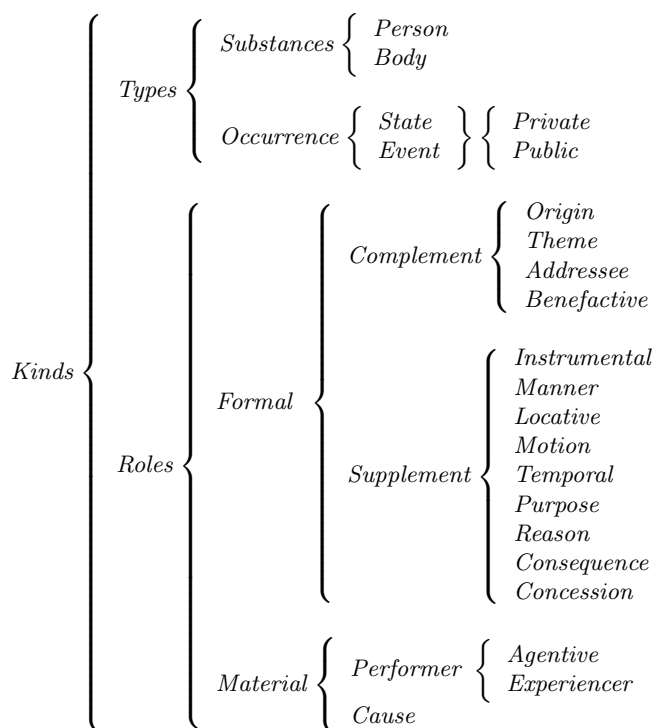 Kinds
Types
Substances
Person
Body
Occurrence
State
Event
Private
Public
Roles
Formal
Complement
Origin
Theme
Addressee
Benefactive
Supplement
Instrumental
Manner
Locative
Motion
Temporal
Purpose
Reason
Consequence
Concession
Material
Performer
Agentive
Experiencer
Cause